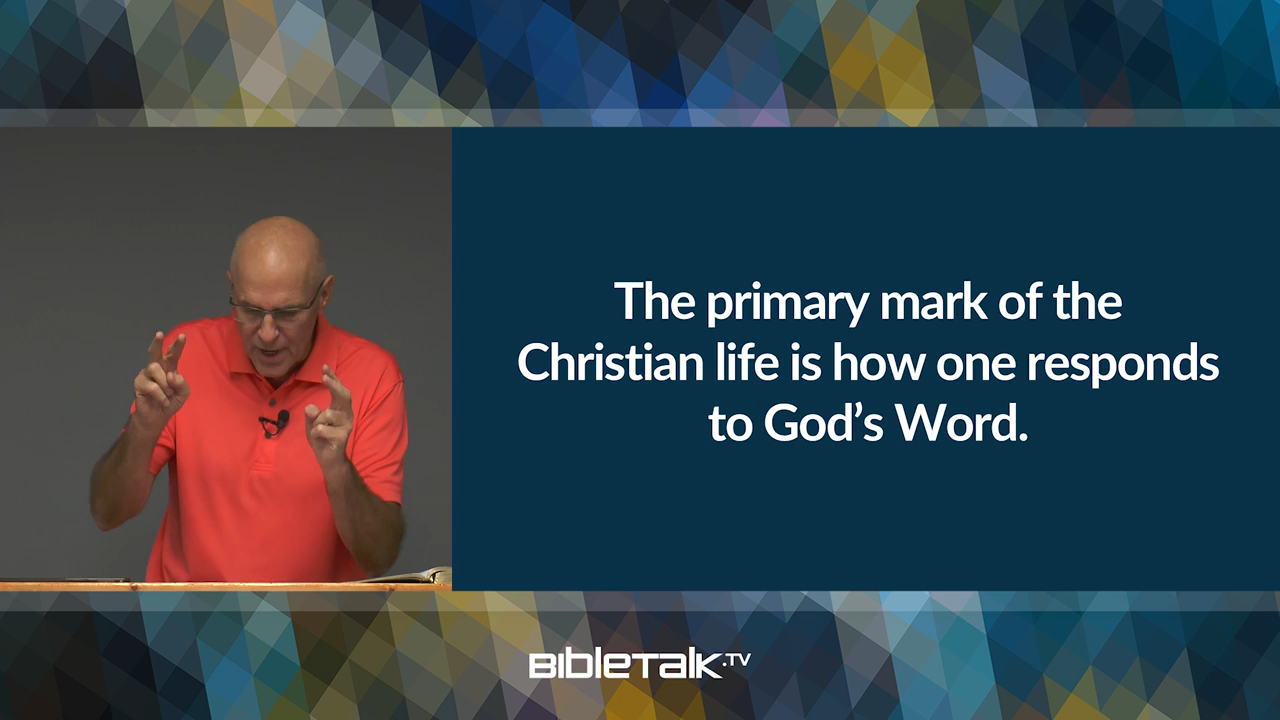 The primary mark of the
Christian life is how one responds
to God’s Word.
BIBLETALK.TV